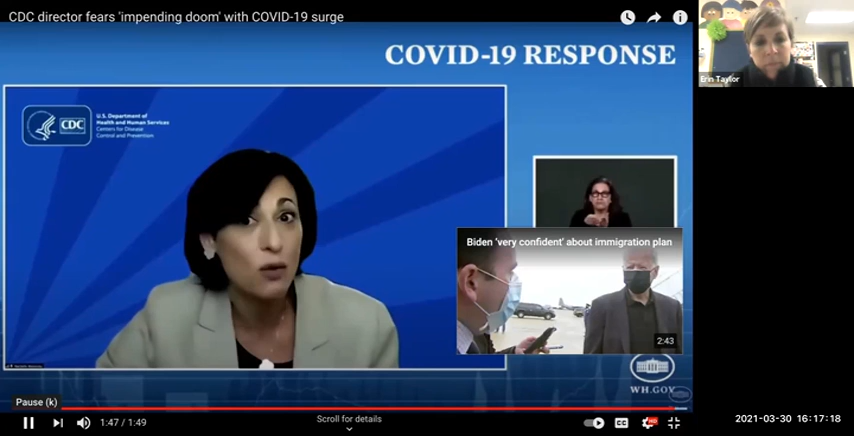 CDC director fears 'impending doom' with COVID-19 surge
COVID-19 RESPONSE
CDC
U.S. Department of
Health and Human Services
Centers for Disease
Control and Prevention
Erin Taylor
Biden 'very confident' about immigration plan
2:43
WH.GOV
Pause (k)
1:47 / 1:49
Scroll for details
CC
HD
2021-03-30 16:17:18